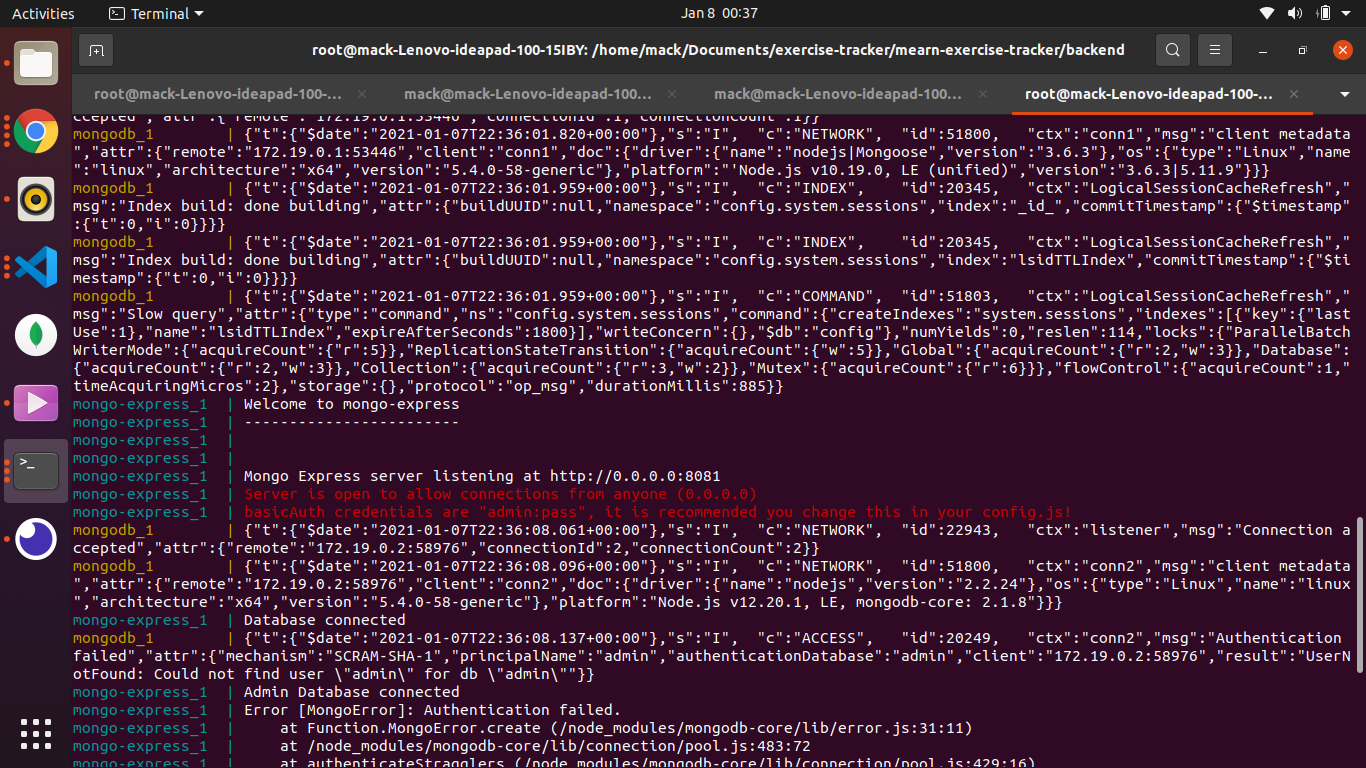 Activities
Terminal
Jan 8 00:37
root@mack-Lenovo-ideapad-100-15IBY: /home/mack/Documents/exercise-tracker/mearn-exercise-tracker/backend
root@mack-Lenovo-ideapad-100-...
mack@mack-Lenovo-ideapad-100...
mack@mack-Lenovo-ideapad-100...
root@mack-Lenovo-ideapad-100-...
ccepted","attr":{"remote":"172.19.0.1:53446","connectionId":1,"connectionCount":1}}
mongodb_1        | {"t":{"$date":"2021-01-07T22:36:01.820+00:00"},"s":"I",  "c":"NETWORK",  "id":51800,   "ctx":"conn1","msg":"client metadata
","attr":{"remote":"172.19.0.1:53446","client":"conn1","doc":{"driver":{"name":"nodejs|Mongoose","version":"3.6.3"},"os":{"type":"Linux","name
":"linux","architecture":"x64","version":"5.4.0-58-generic"},"platform":"'Node.js v10.19.0, LE (unified)","version":"3.6.3|5.11.9"}}}
mongodb_1        | {"t":{"$date":"2021-01-07T22:36:01.959+00:00"},"s":"I",  "c":"INDEX",    "id":20345,   "ctx":"LogicalSessionCacheRefresh","
msg":"Index build: done building","attr":{"buildUUID":null,"namespace":"config.system.sessions","index":"_id_","commitTimestamp":{"$timestamp"
:{"t":0,"i":0}}}}
mongodb_1        | {"t":{"$date":"2021-01-07T22:36:01.959+00:00"},"s":"I",  "c":"INDEX",    "id":20345,   "ctx":"LogicalSessionCacheRefresh","
msg":"Index build: done building","attr":{"buildUUID":null,"namespace":"config.system.sessions","index":"lsidTTLIndex","commitTimestamp":{"$ti
mestamp":{"t":0,"i":0}}}}
mongodb_1        | {"t":{"$date":"2021-01-07T22:36:01.959+00:00"},"s":"I",  "c":"COMMAND",  "id":51803,   "ctx":"LogicalSessionCacheRefresh","
msg":"Slow query","attr":{"type":"command","ns":"config.system.sessions","command":{"createIndexes":"system.sessions","indexes":[{"key":{"last
Use":1},"name":"lsidTTLIndex","expireAfterSeconds":1800}],"writeConcern":{},"$db":"config"},"numYields":0,"reslen":114,"locks":{"ParallelBatch
WriterMode":{"acquireCount":{"r":5}},"ReplicationStateTransition":{"acquireCount":{"w":5}},"Global":{"acquireCount":{"r":2,"w":3}},"Database":
{"acquireCount":{"r":2,"w":3}},"Collection":{"acquireCount":{"r":3,"w":2}},"Mutex":{"acquireCount":{"r":6}}},"flowControl":{"acquireCount":1,"
timeAcquiringMicros":2},"storage":{},"protocol":"op_msg","durationMillis":885}}
mongo-express_1  | Welcome to mongo-express
mongo-express_1  | ------------------------
mongo-express_1  |
mongo-express_1  |
mongo-express_1  | Mongo Express server listening at http://0.0.0.0:8081
mongo-express_1  | Server is open to allow connections from anyone (0.0.0.0)
mongo-express_1  | basicAuth credentials are "admin:pass", it is recommended you change this in your config.js!
mongodb_1        | {"t":{"$date":"2021-01-07T22:36:08.061+00:00"},"s":"I",  "c":"NETWORK",  "id":22943,   "ctx":"listener","msg":"Connection a
ccepted","attr":{"remote":"172.19.0.2:58976","connectionId":2,"connectionCount":2}}
mongodb_1        | {"t":{"$date":"2021-01-07T22:36:08.096+00:00"},"s":"I",  "c":"NETWORK",  "id":51800,   "ctx":"conn2","msg":"client metadata
","attr":{"remote":"172.19.0.2:58976","client":"conn2","doc":{"driver":{"name":"nodejs","version":"2.2.24"},"os":{"type":"Linux","name":"linux
","architecture":"x64","version":"5.4.0-58-generic"},"platform":"Node.js v12.20.1, LE, mongodb-core: 2.1.8"}}}
mongo-express_1  | Database connected
mongodb_1        | {"t":{"$date":"2021-01-07T22:36:08.137+00:00"},"s":"I",  "c":"ACCESS",   "id":20249,   "ctx":"conn2","msg":"Authentication
failed","attr":{"mechanism":"SCRAM-SHA-1","principalName":"admin","authenticationDatabase":"admin","client":"172.19.0.2:58976","result":"UserN
otFound: Could not find user \"admin\" for db \"admin\""}}
mongo-express_1  | Admin Database connected
mongo-express_1  | Error [MongoError]: Authentication failed.
mongo-express_1  |     at Function.MongoError.create (/node_modules/mongodb-core/lib/error.js:31:11)
mongo-express_1  |     at /node_modules/mongodb-core/lib/connection/pool.js:483:72
mongo-express_1  |     at authenticateStragglers (/node_modules/mongodb-core/lib/connection/pool.js:429:16)